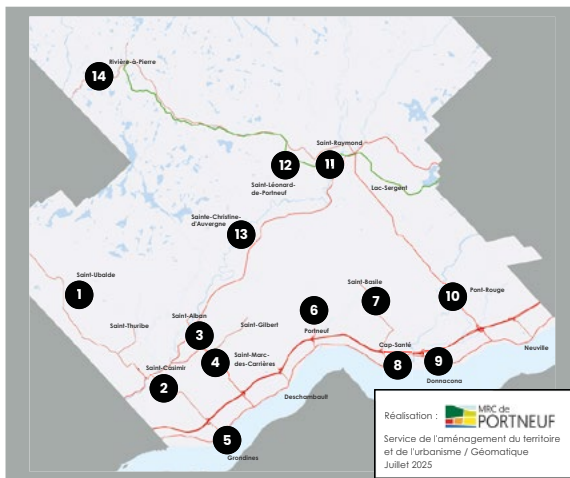 14
Rivière-à-Pierre
Saint-Raymond
12
11
Saint-Léonard-
de-Portneuf
Lac-Sergent
Sainte-Christine-
d'Auvergne
13
Saint-Ubalde
1
Saint-Basile
7
10
Pont-Rouge
6
Portneuf
Saint-Thuribe
Saint-Alban
3
Saint-Gilbert
4
Saint-Marc-
des-Carrières
Saint-Casimir
2
Cap-Santé
8
9
Donnacona
Neuville
Deschambault
5
Grondines
Réalisation :
MRC de
PORTNEUF
Service de l'aménagement du territoire
et de l'urbanisme / Géomatique
Juillet 2025